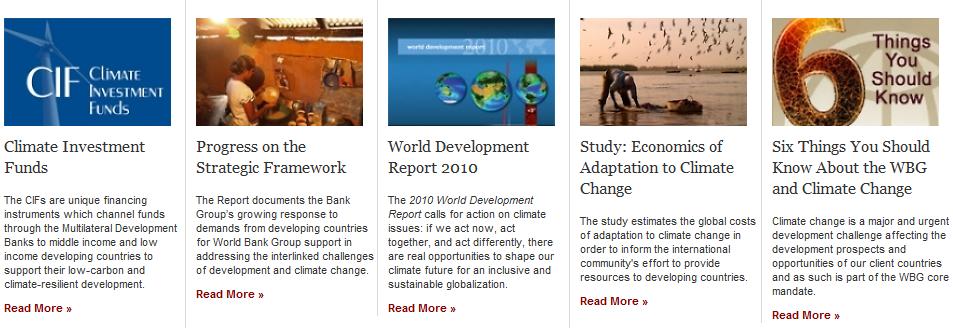 CIF CLIMATE
INVESTMENT
FUNDS
Climate Investment
Funds
The CIFs are unique financing
instruments which channel funds
through the Multilateral Development
Banks to middle income and low
income developing countries to
support their low-carbon and
climate-resilient development.
Read More »
Progress on the
Strategic Framework
The Report documents the Bank
Group's growing response to
demands from developing countries
for World Bank Group support in
addressing the interlinked challenges
of development and climate change.
Read More »
world development report 2010
World Development
Report 2010
The 2010 World Development
Report calls for action on climate
issues: if we act now, act
together, and act differently, there
are real opportunities to shape our
climate future for an inclusive and
sustainable globalization.
Read More »
Study: Economics of
Adaptation to Climate
Change
The study estimates the global costs
of adaptation to climate change in
order to inform the international
community's effort to provide
resources to developing countries.
Read More »
6 Things
You
Should
Know
Six Things You Should
Know About the WBG
and Climate Change
Climate change is a major and urgent
development challenge affecting the
development prospects and
opportunities of our client countries
and as such is part of the WBG core
mandate.
Read More »